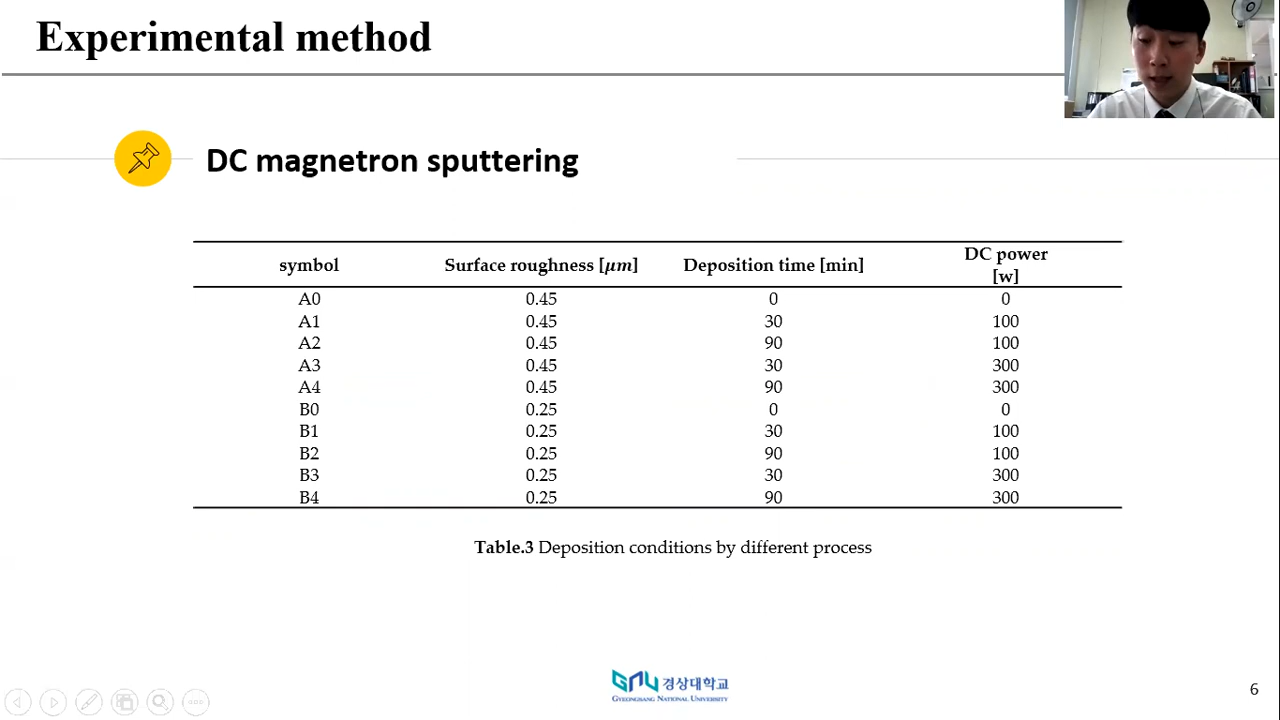 Experimental method
DC magnetron sputtering
symbol Surface roughness [μm] Deposition time [min] DC power [w]
A0 0.45 0 0
A1 0.45 30 100
A2 0.45 90 100
A3 0.45 30 300
A4 0.45 90 300
B0 0.25 0 0
B1 0.25 30 100
B2 0.25 90 100
B3 0.25 30 300
B4 0.25 90 300
Table.3 Deposition conditions by different process
GNU 경상대학교
GYEONGSANG NATIONAL UNIVERSITY
6